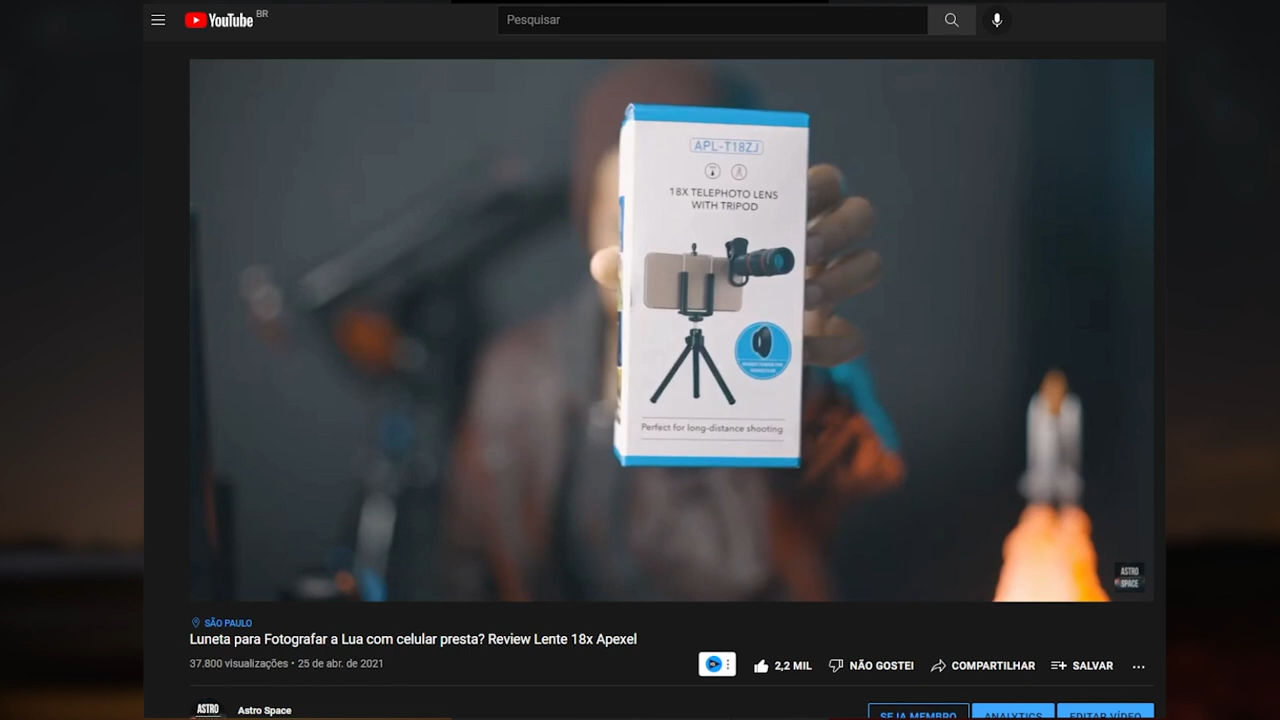 YouTube BR
Pesquisar
APL-T18ZJ
18X TELEPHOTO LENS
WITH TRIPOD
Perfect for long-distance shooting
ASTRO
SPACE
SÃO PAULO
Luneta para Fotografar a Lua com celular presta? Review Lente 18x Apexel
37.800 visualizações • 25 de abr. de 2021
2,2 MIL
NÃO GOSTEI
COMPARTILHAR
SALVAR
ASTRO
Astro Space
SEJA MEMBRO
ANALYTICS
EDITAR VÍDEO